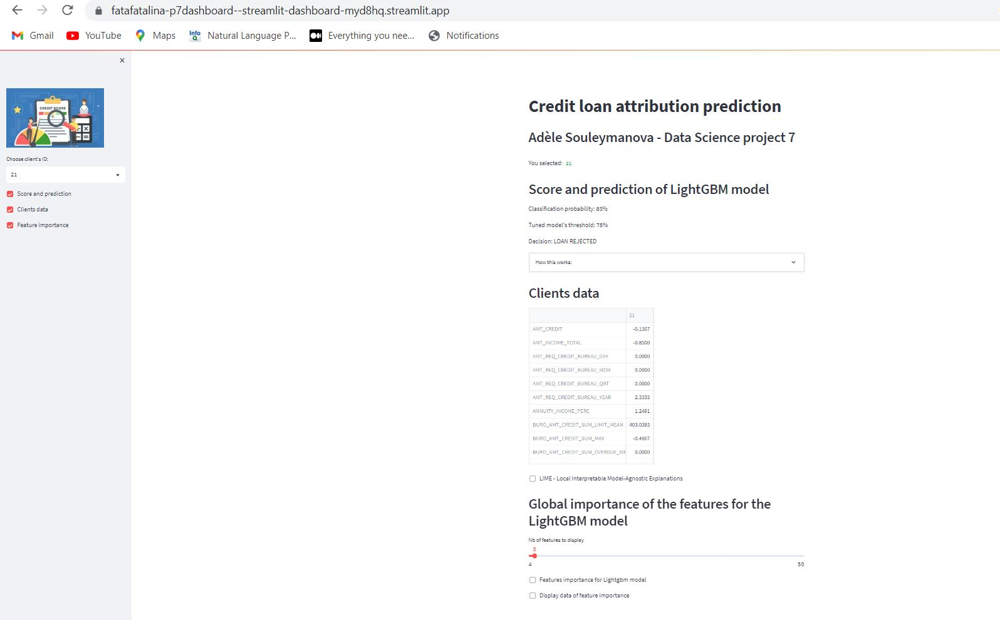 fatafatalina-p7dashboard--streamlit-dashboard-myd8hq.streamlit.app
Gmail YouTube Maps Info Q Natural Language P... Everything you nee... Notifications
×
CREDIT SCORE
Choose client's ID:
21
Score and prediction
Clients data
Feature importance
Credit loan attribution prediction
Adèle Souleymanova - Data Science project 7
You selected: 21
Score and prediction of LightGBM model
Classification probability: 83%
Tuned model's threshold: 75%
Decision: LOAN REJECTED
How this works:
Clients data
21
AMT_CREDIT -0.1307
AMT_INCOME_TOTAL -0.8500
AMT_REQ_CREDIT_BUREAU_DAY 0.0000
AMT_REQ_CREDIT_BUREAU_MON 0.0000
AMT_REQ_CREDIT_BUREAU_QRT 0.0000
AMT_REQ_CREDIT_BUREAU_YEAR 2.3333
ANNUITY_INCOME_PERC 1.2491
BURO_AMT_CREDIT_SUM_LIMIT_MEAN 403.0393
BURO_AMT_CREDIT_SUM_MAX -0.4667
BURO_AMT_CREDIT_SUM_OVERDUE_ME 0.0000
LIME - Local Interpretable Model-Agnostic Explanations
Global importance of the features for the
LightGBM model
Nb of features to display
5
4 50
Features importance for Lightgbm model
Display data of feature importance